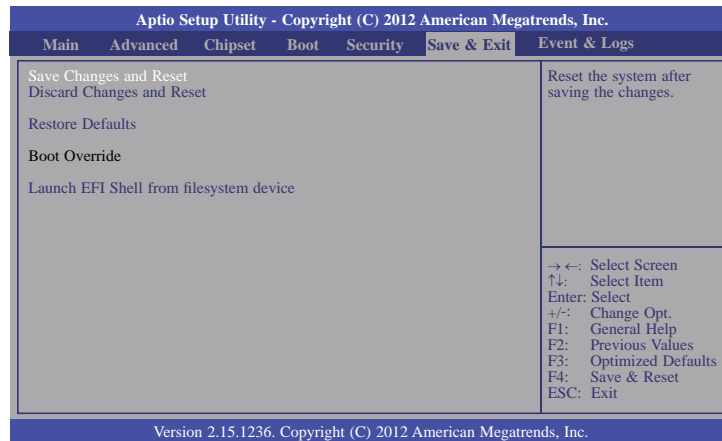 Aptio Setup Utility - Copyright (C) 2012 American Megatrends, Inc.
Main Advanced Chipset Boot Security Save & Exit Event & Logs
Save Changes and Reset
Discard Changes and Reset
Restore Defaults
Boot Override
Launch EFI Shell from filesystem device
Reset the system after
saving the changes.
→←: Select Screen
↑↓: Select Item
Enter: Select
+/-: Change Opt.
F1: General Help
F2: Previous Values
F3: Optimized Defaults
F4: Save & Reset
ESC: Exit
Version 2.15.1236. Copyright (C) 2012 American Megatrends, Inc.